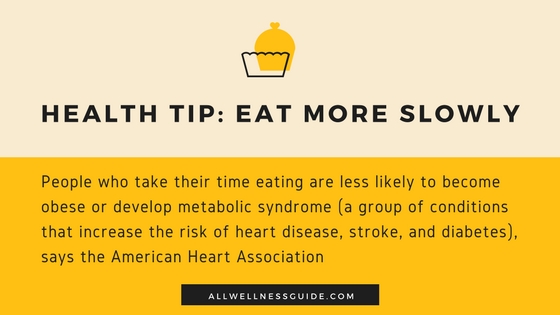 HEALTH TIP: EAT MORE SLOWLY
People who take their time eating are less likely to become
obese or develop metabolic syndrome (a group of conditions
that increase the risk of heart disease, stroke, and diabetes),
says the American Heart Association
ALLWELLNESSGUIDE.COM